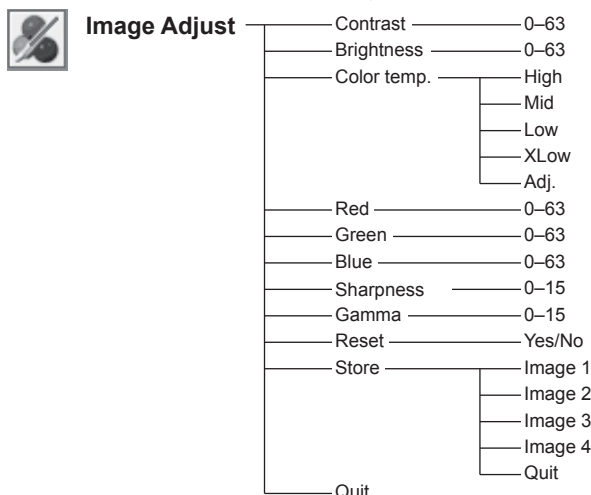 Image Adjust
Contrast 0–63
Brightness 0–63
Color temp. High
Mid
Low
XLow
Adj.
Red 0–63
Green 0–63
Blue 0–63
Sharpness 0–15
Gamma 0–15
Reset Yes/No
Store Image 1
Image 2
Image 3
Image 4
Quit
Quit